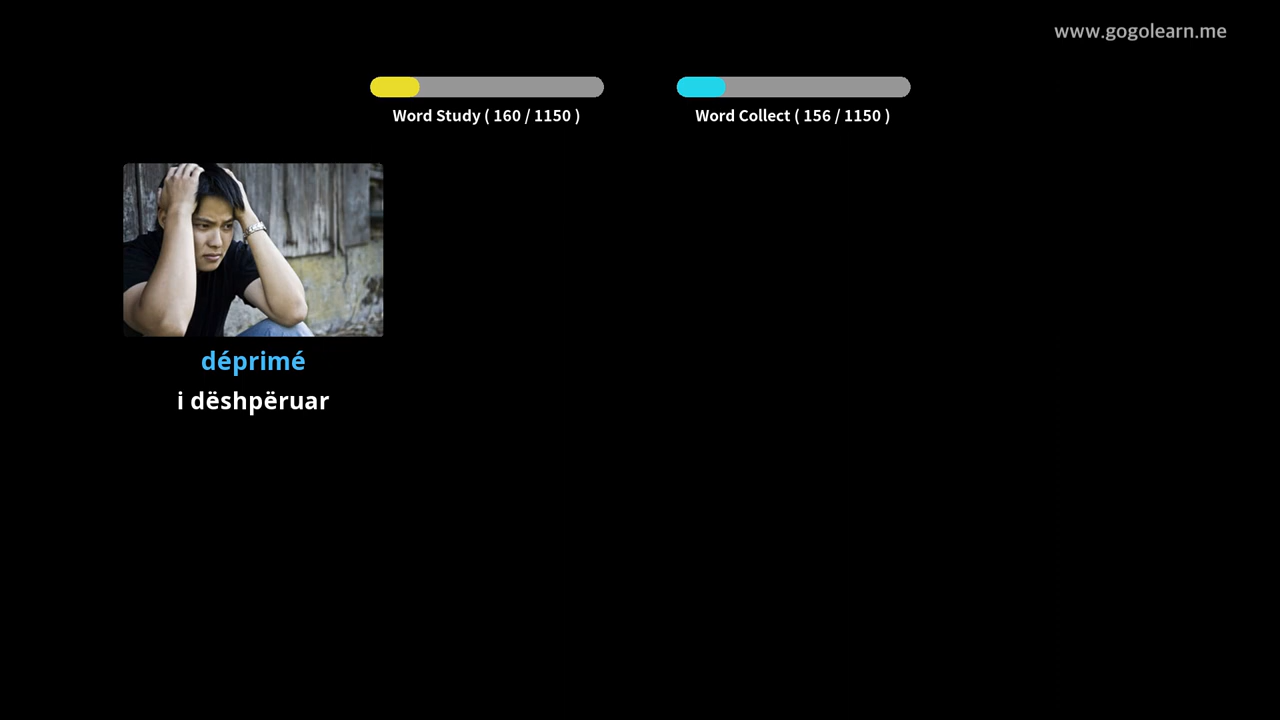 www.gogolearn.me
Word Study ( 160 / 1150 )
Word Collect ( 156 / 1150 )
déprimé
i dëshpëruar